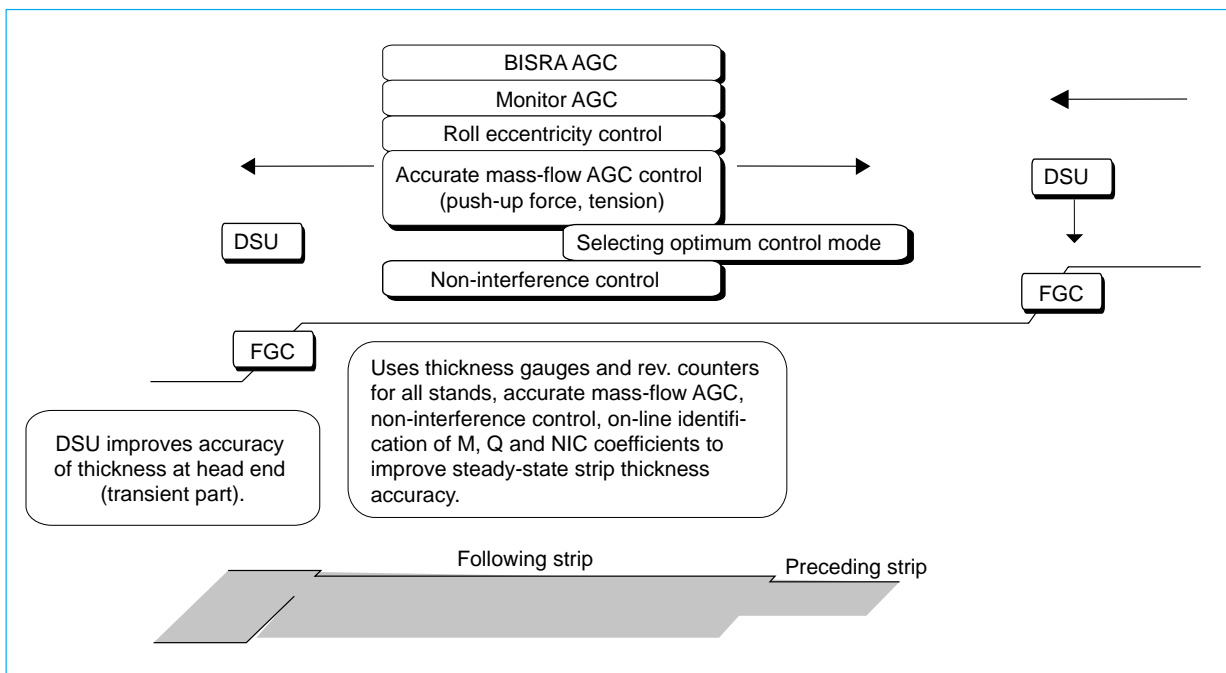 BISRA AGC
Monitor AGC
Roll eccentricity control
Accurate mass-flow AGC control
(push-up force, tension)
DSU
DSU
Selecting optimum control mode
Non-interference control
FGC
FGC
Uses thickness gauges and rev. counters
for all stands, accurate mass-flow AGC,
non-interference control, on-line identifi-
cation of M, Q and NIC coefficients to
improve steady-state strip thickness
accuracy.
DSU improves accuracy
of thickness at head end
(transient part).
Following strip
Preceding strip